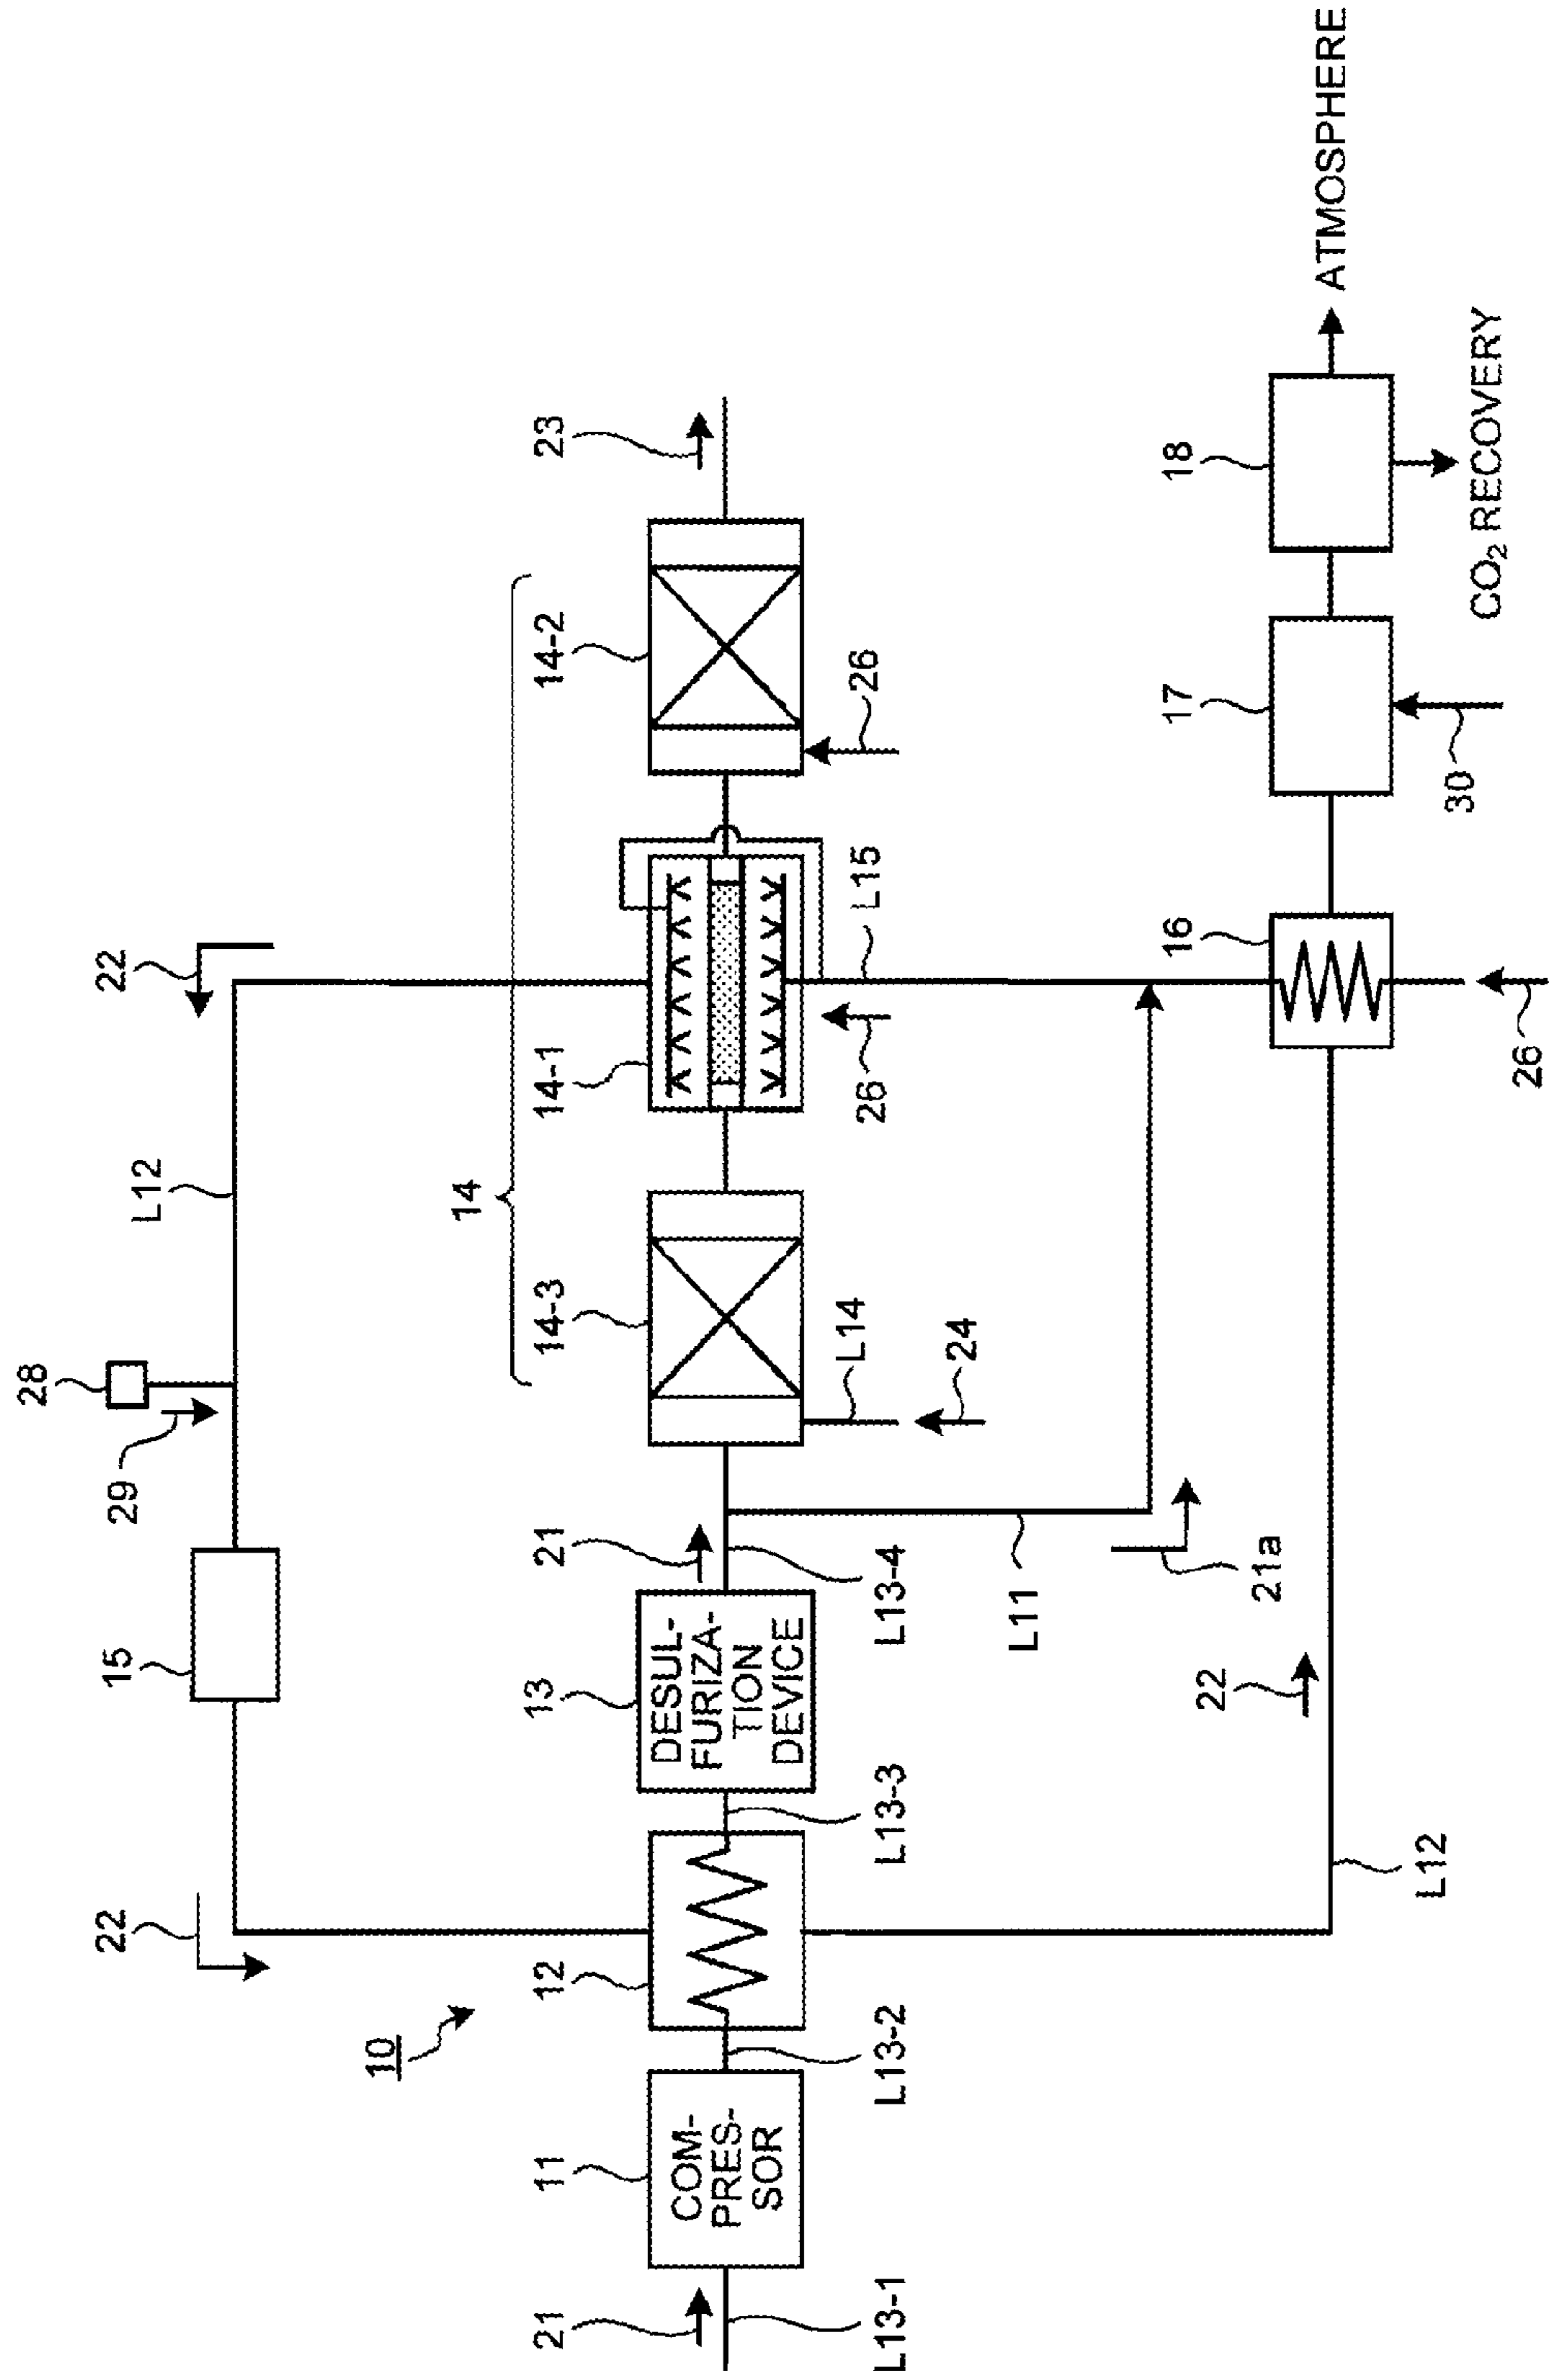 10
22
15
29
28
L12
22
14
21
11
COM-
PRES-
SOR
12
13
DESUL-
FURIZA-
TION
DEVICE
21
14-3
14-1
14-2
23
L13-1
L13-2
L13-3
L13-4
L14
24
26
L15
26
L11
21a
22
L12
16
26
17
30
18
ATMOSPHERE
CO₂ RECOVERY